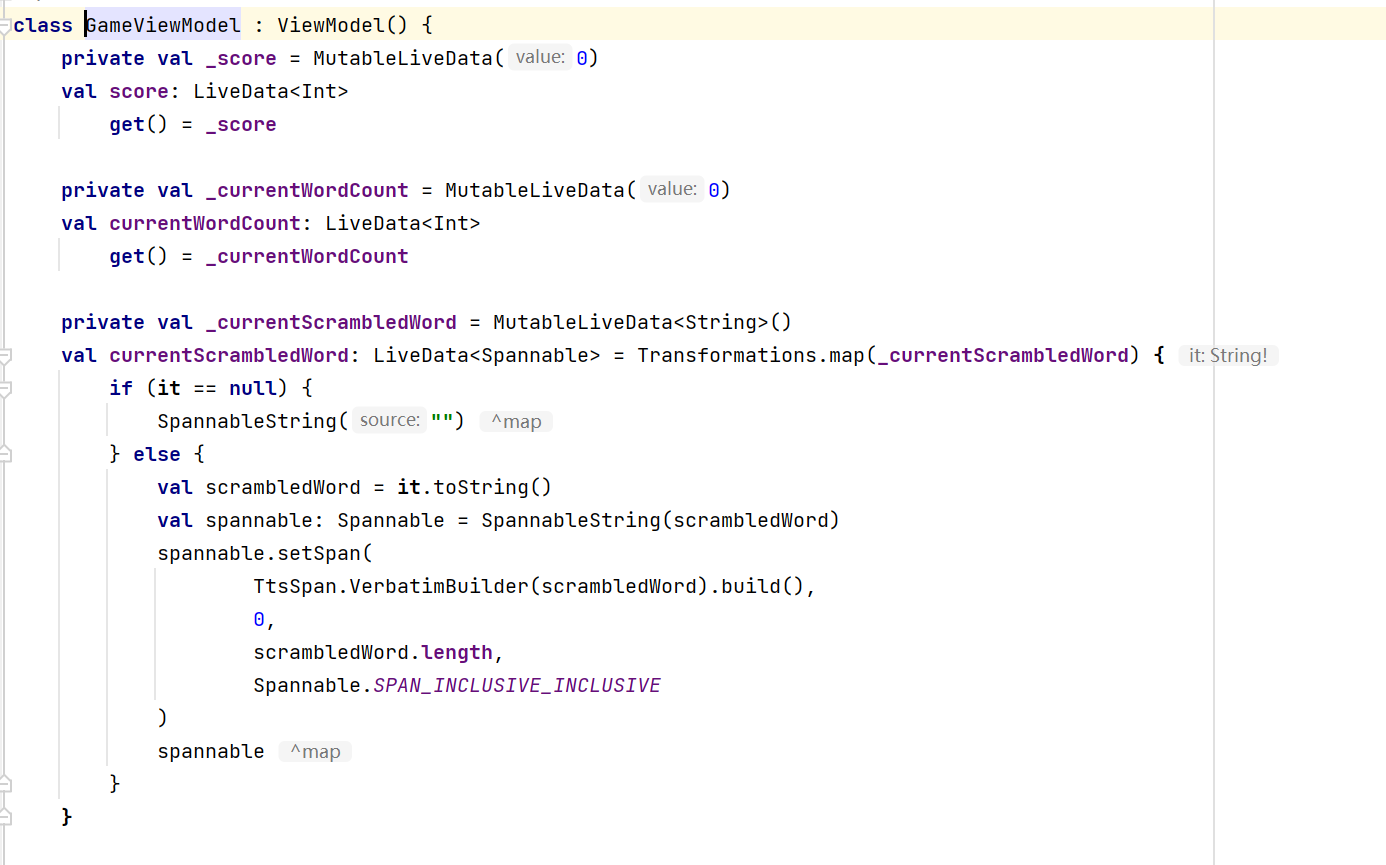 class GameViewModel : ViewModel() {
    private val _score = MutableLiveData( value: 0)
    val score: LiveData<Int>
        get() = _score

    private val _currentWordCount = MutableLiveData( value: 0)
    val currentWordCount: LiveData<Int>
        get() = _currentWordCount

    private val _currentScrambledWord = MutableLiveData<String>()
    val currentScrambledWord: LiveData<Spannable> = Transformations.map(_currentScrambledWord) { it: String!
        if (it == null) {
            SpannableString( source: "") ^map
        } else {
            val scrambledWord = it.toString()
            val spannable: Spannable = SpannableString(scrambledWord)
            spannable.setSpan(
                    TtsSpan.VerbatimBuilder(scrambledWord).build(),
                    0,
                    scrambledWord.length,
                    Spannable.SPAN_INCLUSIVE_INCLUSIVE
            )
            spannable ^map
        }
    }